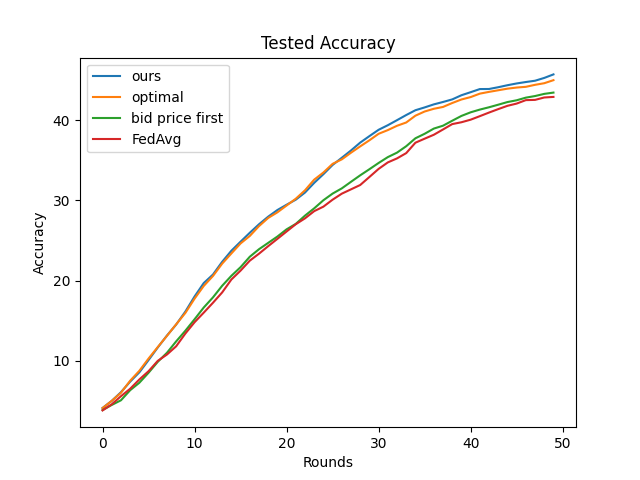 Tested Accuracy
ours
optimal
bid price first
FedAvg
40
30
20
10
Accuracy
0 10 20 30 40 50
Rounds